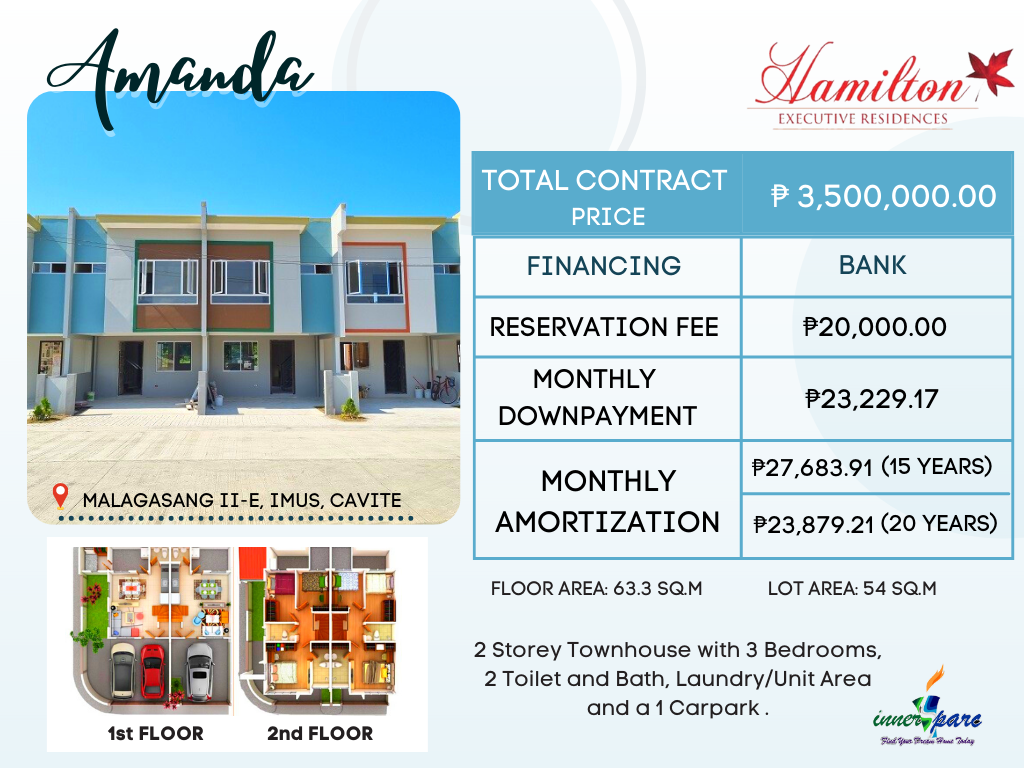 Amanda
Hamilton
EXECUTIVE RESIDENCES
TOTAL CONTRACT
PRICE
₱ 3,500,000.00
FINANCING
BANK
RESERVATION FEE
₱20,000.00
MONTHLY
DOWNPAYMENT
₱23,229.17
MONTHLY
AMORTIZATION
₱27,683.91 (15 YEARS)
₱23,879.21 (20 YEARS)
MALAGASANG II-E, IMUS, CAVITE
FLOOR AREA: 63.3 SQ.M
LOT AREA: 54 SQ.M
2 Storey Townhouse with 3 Bedrooms,
2 Toilet and Bath, Laundry/Unit Area
and a 1 Carpark .
1st FLOOR
2nd FLOOR
innerspare
Find Your Dream Home Today